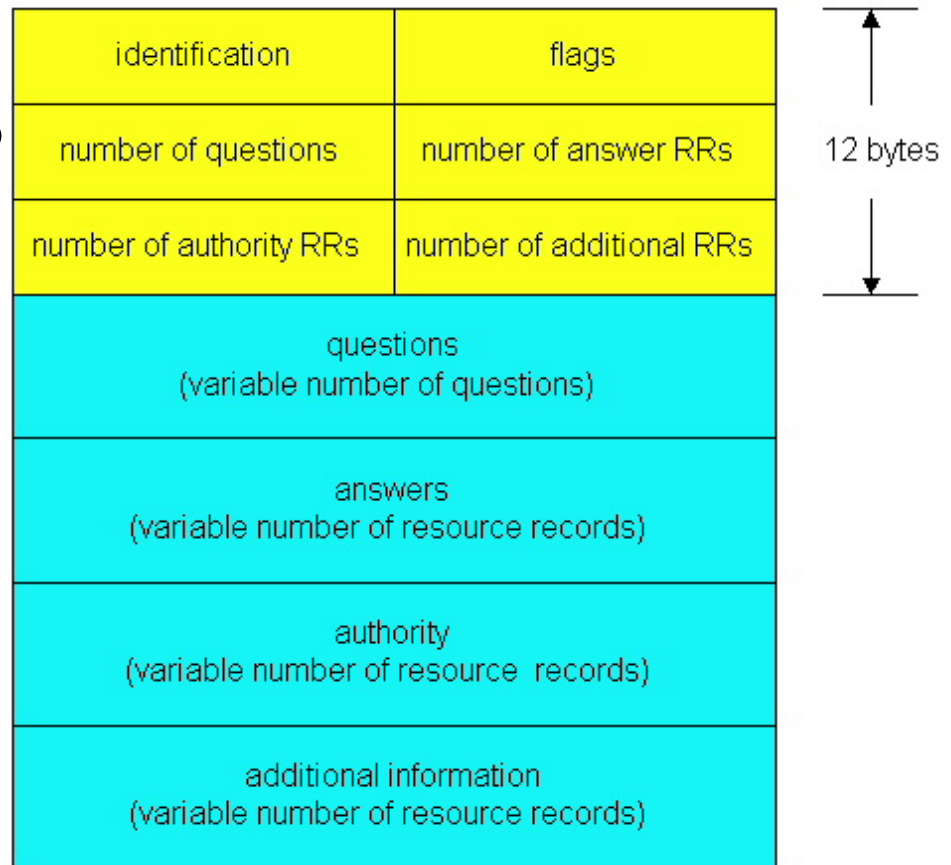 identification
flags
number of questions
number of answer RRs
12 bytes
number of authority RRs
number of additional RRs
questions
(variable number of questions)
answers
(variable number of resource records)
authority
(variable number of resource records)
additional information
(variable number of resource records)